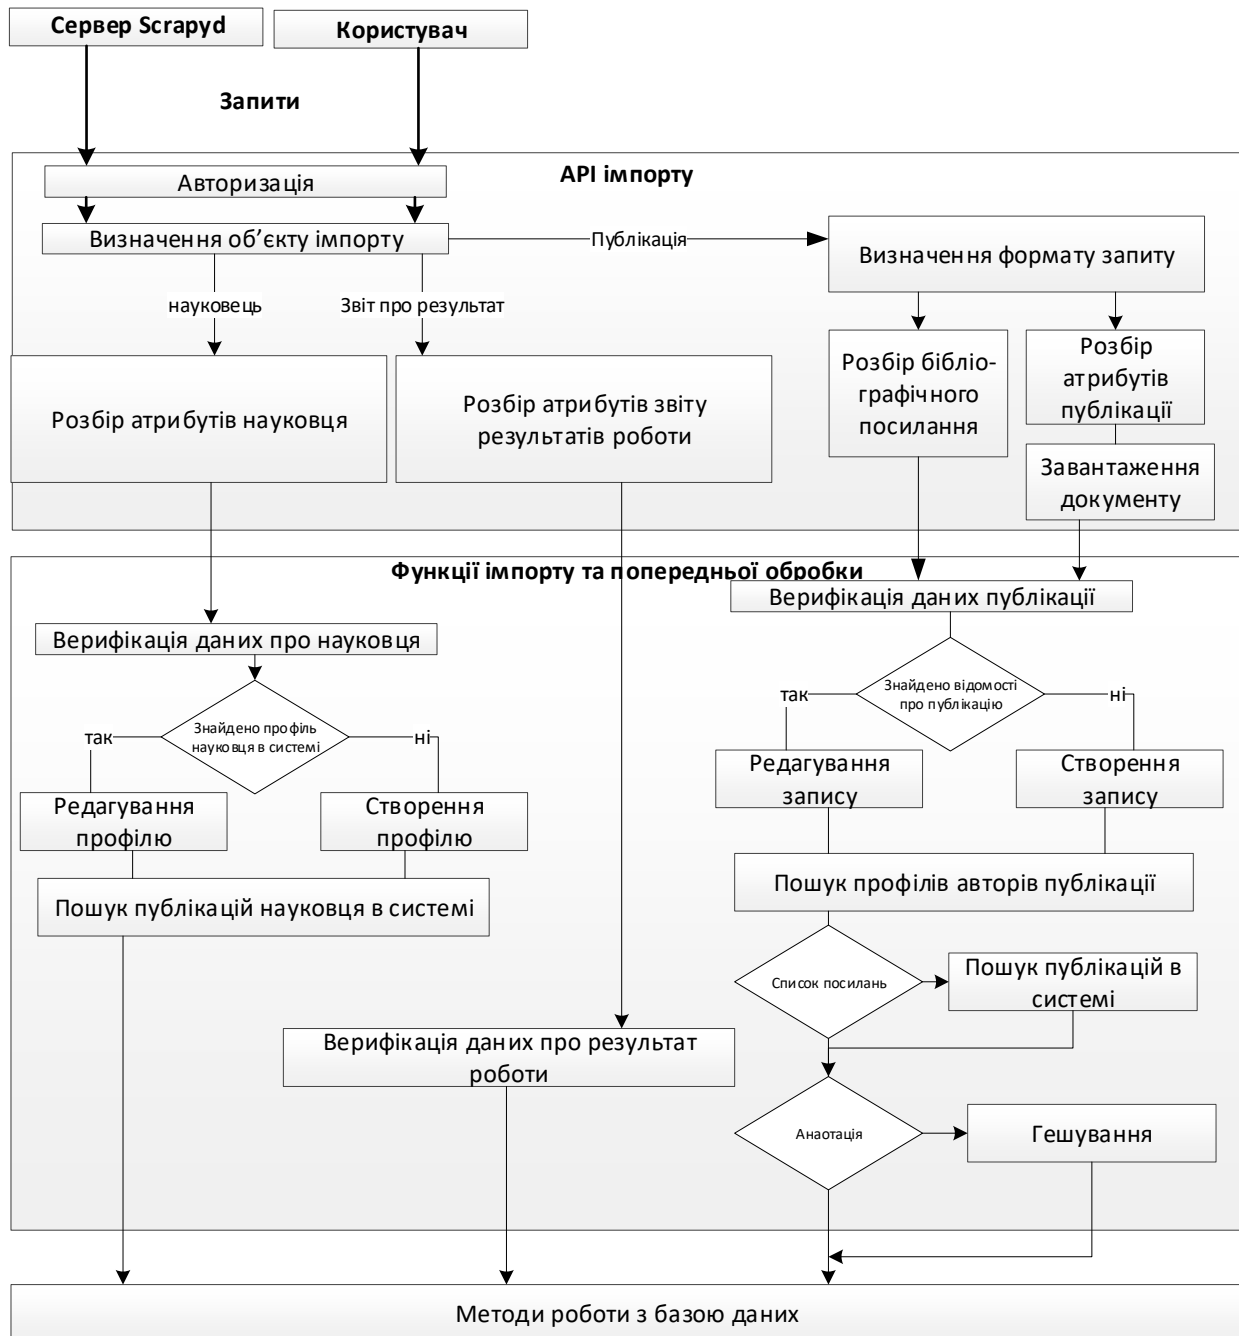 Сервер Scrapyd
Користувач
Запити
API імпорту
Авторизація
Визначення об’єкту імпорту
Публікація
Визначення формату запиту
науковець
Звіт про результат
Розбір атрибутів науковця
Розбір атрибутів звіту
результатів роботи
Розбір бібліо-
графічного
посилання
Розбір
атрибутів
публікації
Завантаження
документу
Функції імпорту та попередньої обробки
Верифікація даних публікації
Верифікація даних про науковця
Знайдено відомості
про публікацію
так
ні
Знайдено профіль
науковця в системі
так
ні
Редагування
запису
Створення
запису
Редагування
профілю
Створення
профілю
Пошук профілів авторів публікації
Пошук публікацій науковця в системі
Список посилань
Пошук публікацій в
системі
Верифікація даних про результат
роботи
Анаотація
Гешування
Методи роботи з базою даних